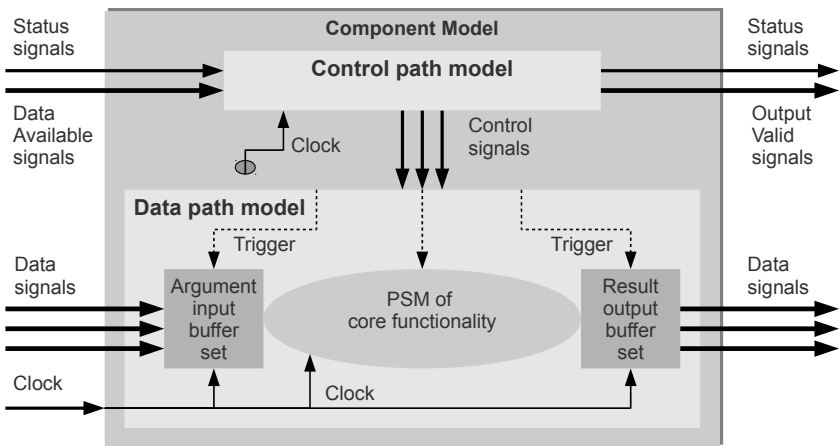 Component Model
Status
signals
Control path model
Status
signals
Data
Available
signals
Clock
Control
signals
Output
Valid
signals
Data path model
Trigger
Trigger
Data
signals
Argument
input
buffer
set
PSM of
core functionality
Result
output
buffer
set
Data
signals
Clock
Clock